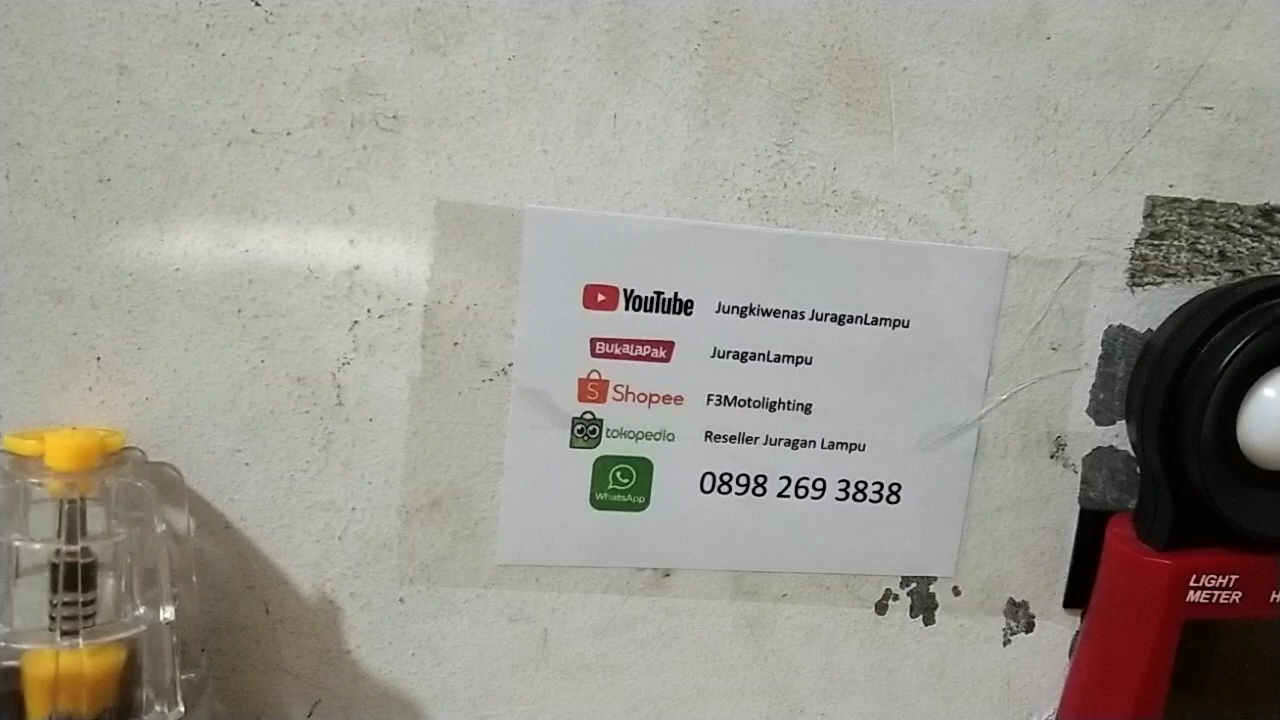 YouTube Jungkiwenas JuraganLampu
BukaLapak JuraganLampu
Shopee F3Motolighting
tokopedia Reseller Juragan Lampu
WhatsApp 0898 269 3838
LIGHT
METER